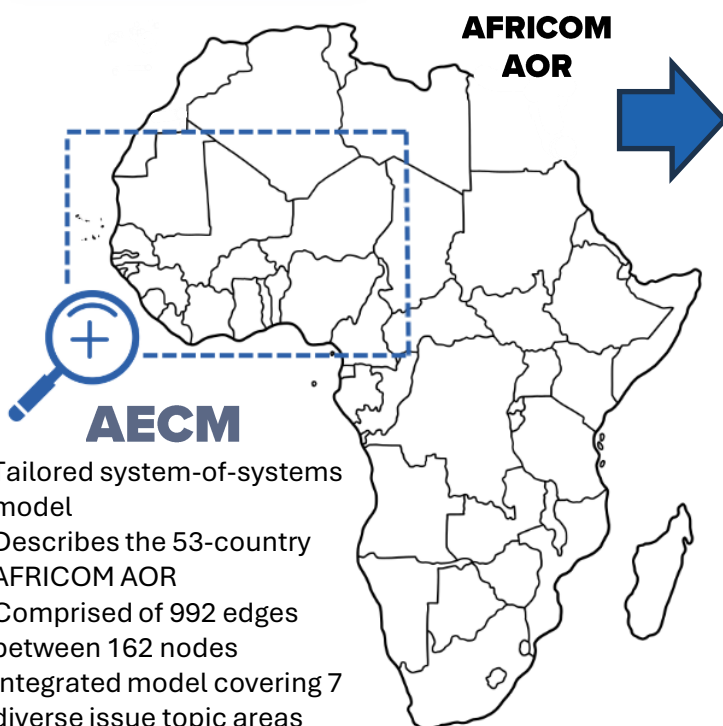 AFRICOM
AOR
AECM
Tailored system-of-systems
model
Describes the 53-country
AFRICOM AOR
Comprised of 992 edges
between 162 nodes
Integrated model covering 7
diverse issue topic areas